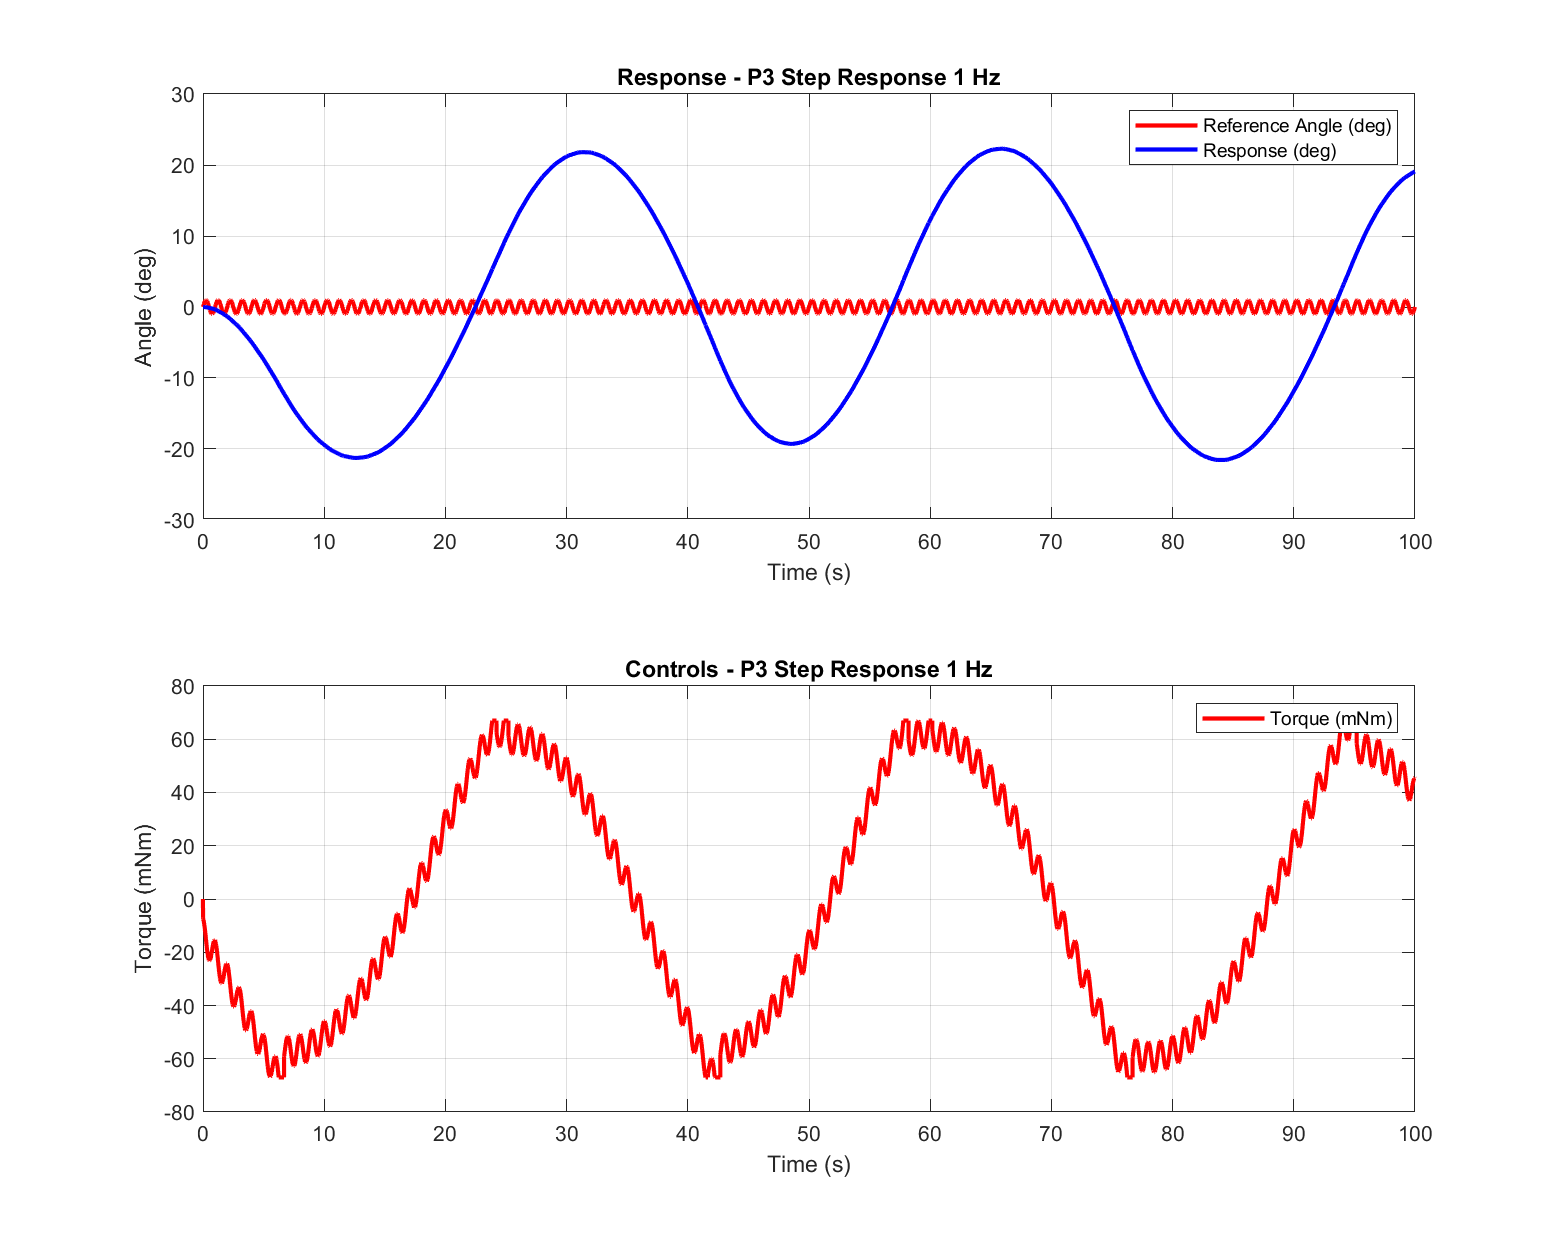 Response - P3 Step Response 1 Hz
Reference Angle (deg)
Response (deg)
Angle (deg)
30
20
10
0
-10
-20
-30
0 10 20 30 40 50 60 70 80 90 100
Time (s)
Controls - P3 Step Response 1 Hz
Torque (mNm)
Torque (mNm)
80
60
40
20
0
-20
-40
-60
-80
0 10 20 30 40 50 60 70 80 90 100
Time (s)